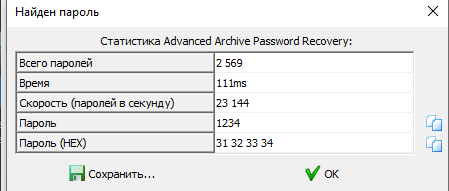 Найден пароль
Статистика Advanced Archive Password Recovery:
Всего паролей 2 569
Время 111ms
Скорость (паролей в секунду) 23 144
Пароль 1234
Пароль (HEX) 31 32 33 34
Сохранить... OK